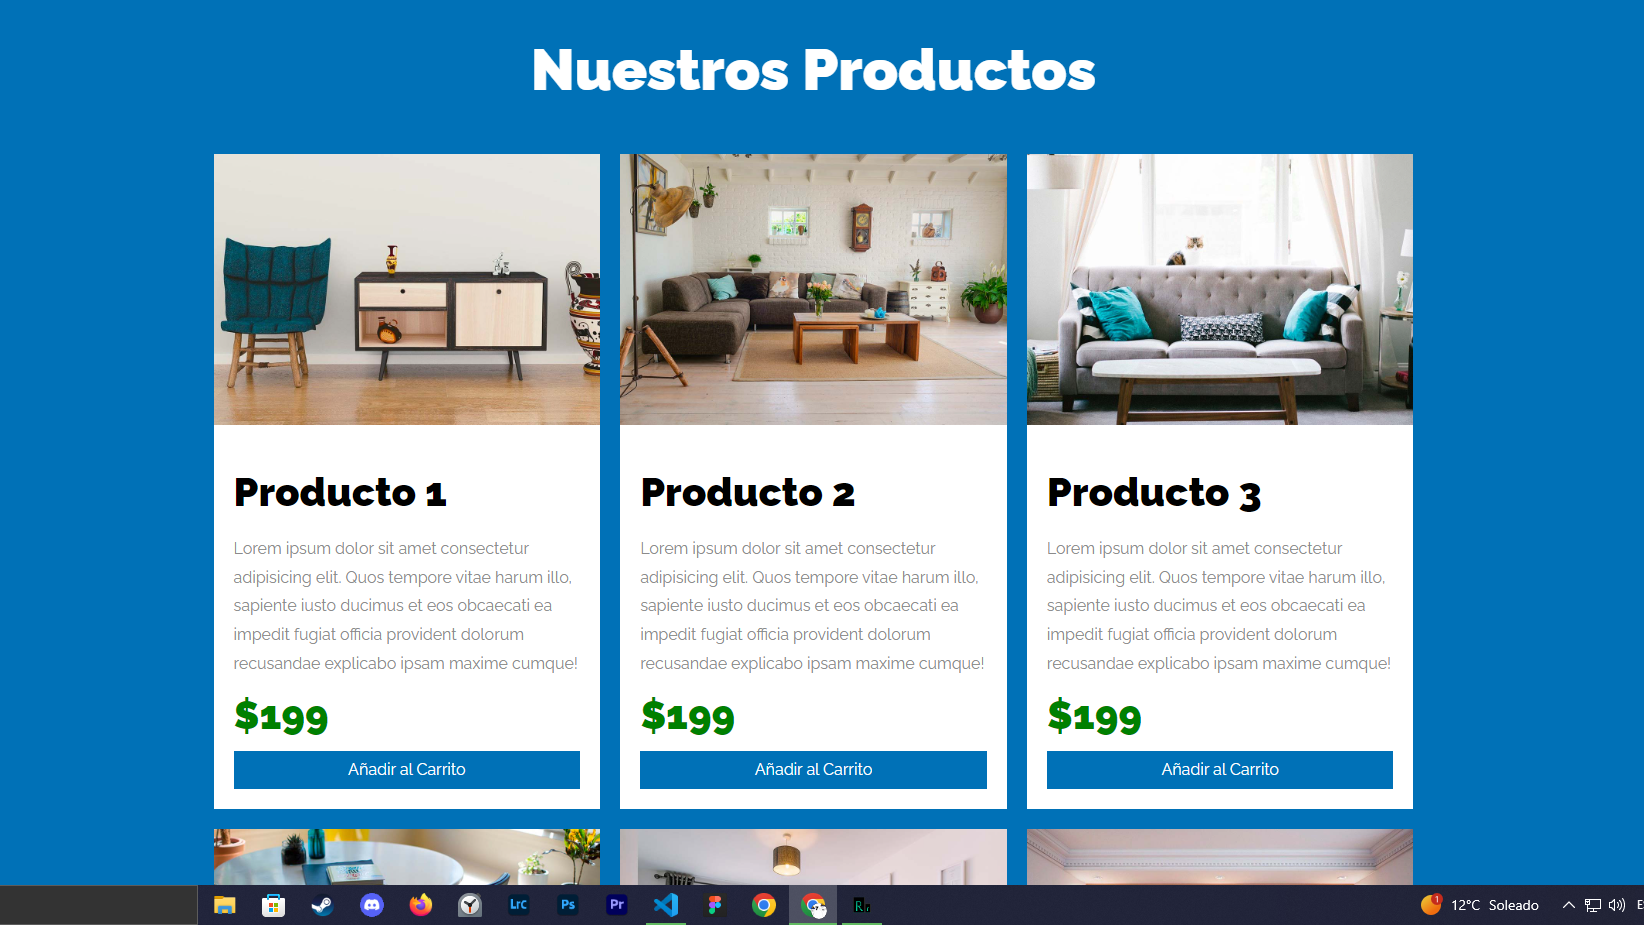 Nuestros Productos
Producto 1
Lorem ipsum dolor sit amet consectetur
adipisicing elit. Quos tempore vitae harum illo,
sapiente iusto ducimus et eos obcaecati ea
impedit fugiat officia provident dolorum
recusandae explicabo ipsam maxime cumque!
$199
Añadir al Carrito
Producto 2
Lorem ipsum dolor sit amet consectetur
adipisicing elit. Quos tempore vitae harum illo,
sapiente iusto ducimus et eos obcaecati ea
impedit fugiat officia provident dolorum
recusandae explicabo ipsam maxime cumque!
$199
Añadir al Carrito
Producto 3
Lorem ipsum dolor sit amet consectetur
adipisicing elit. Quos tempore vitae harum illo,
sapiente iusto ducimus et eos obcaecati ea
impedit fugiat officia provident dolorum
recusandae explicabo ipsam maxime cumque!
$199
Añadir al Carrito
Lrc Ps Pr 1 12°C Soleado